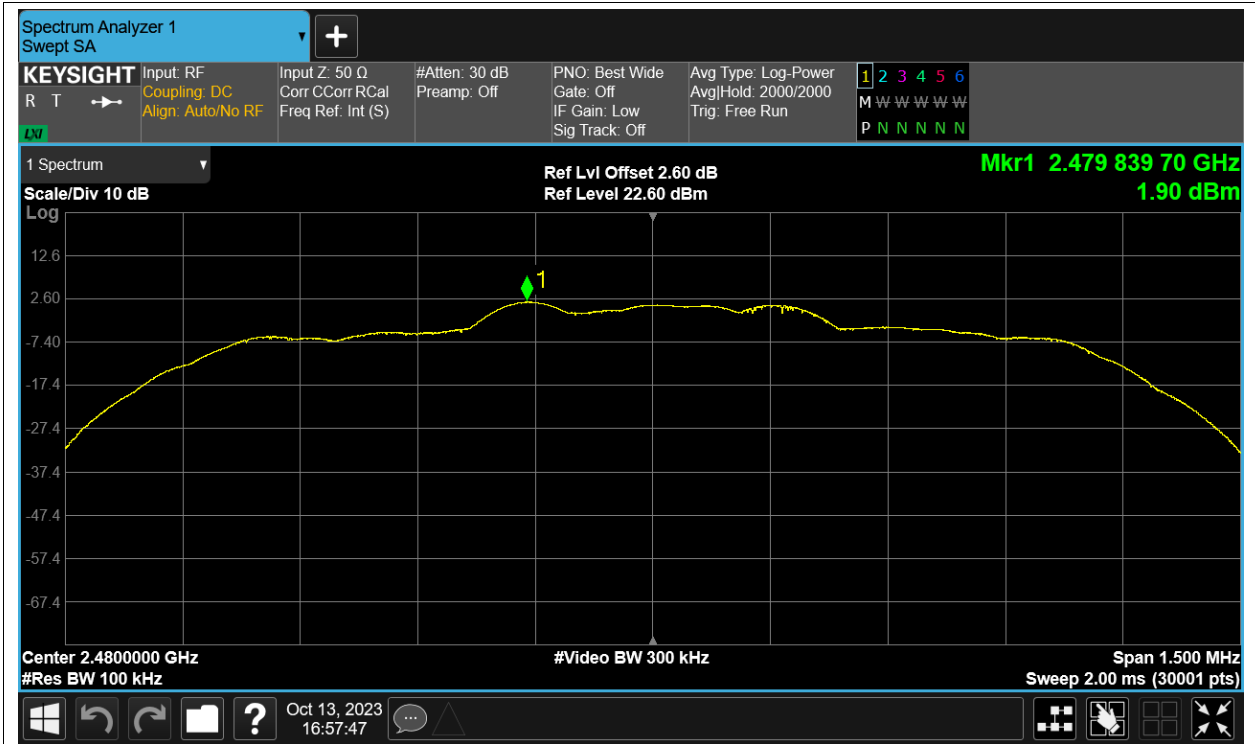 Spectrum Analyzer 1
Swept SA
KEYSIGHT
R T
LXI
Input: RF
Coupling: DC
Align: Auto/No RF
Input Z: 50 Ω
Corr CCorr RCal
Freq Ref: Int (S)
#Atten: 30 dB
Preamp: Off
PNO: Best Wide
Gate: Off
IF Gain: Low
Sig Track: Off
Avg Type: Log-Power
Avg|Hold: 2000/2000
Trig: Free Run
1 2 3 4 5 6
M W W W W W
P N N N N N
1 Spectrum
Scale/Div 10 dB
Log
Ref Lvl Offset 2.60 dB
Ref Level 22.60 dBm
Mkr1 2.479 839 70 GHz
1.90 dBm
12.6
2.60
-7.40
-17.4
-27.4
-37.4
-47.4
-57.4
-67.4
1
Center 2.4800000 GHz
#Res BW 100 kHz
#Video BW 300 kHz
Span 1.500 MHz
Sweep 2.00 ms (30001 pts)
?
Oct 13, 2023
16:57:47